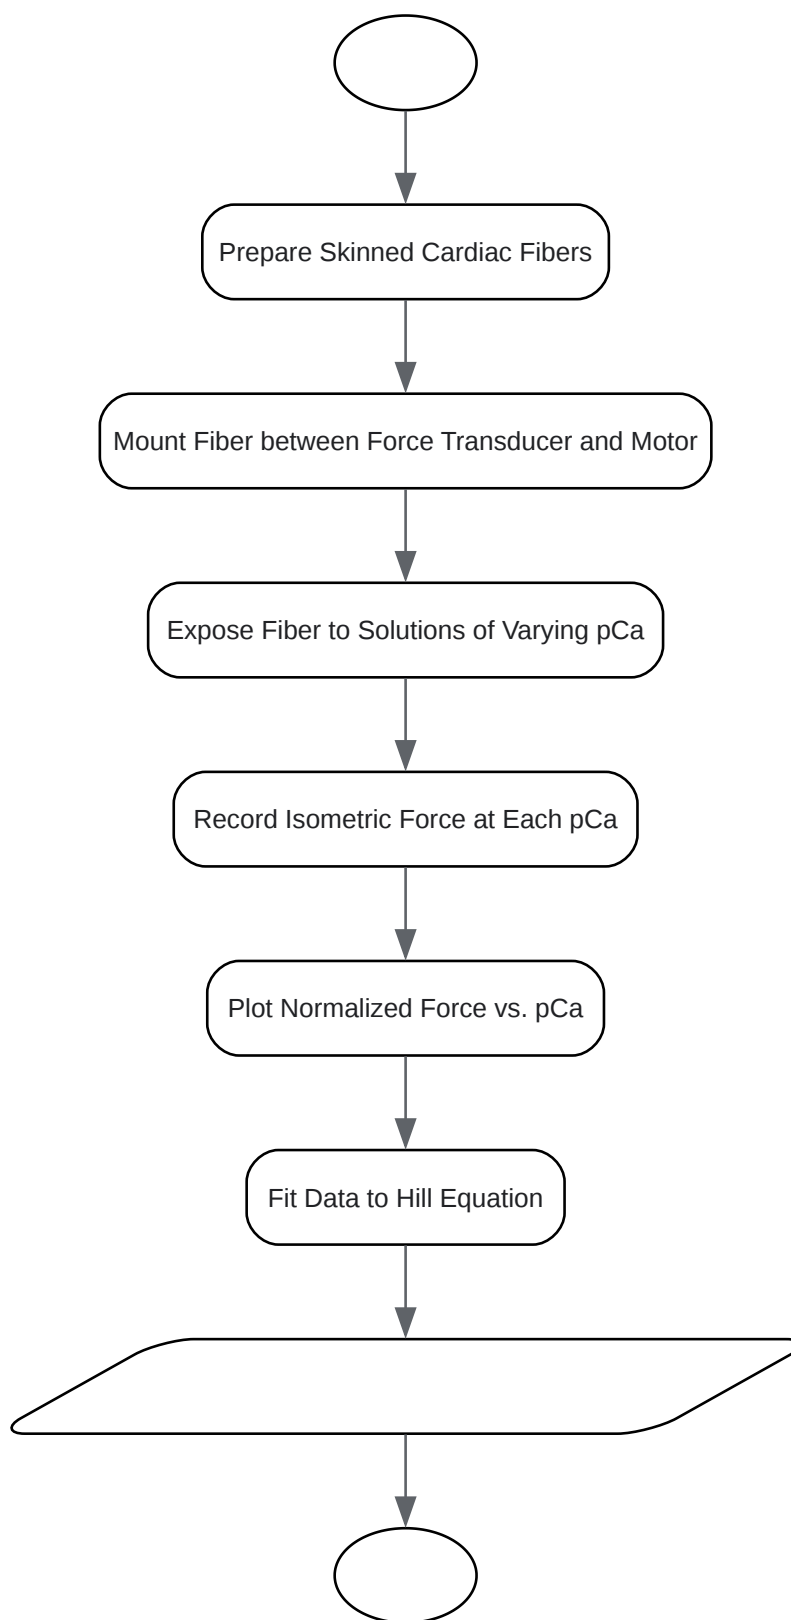 Prepare Skinned Cardiac Fibers
Mount Fiber between Force Transducer and Motor
Expose Fiber to Solutions of Varying pCa
Record Isometric Force at Each pCa
Plot Normalized Force vs. pCa
Fit Data to Hill Equation